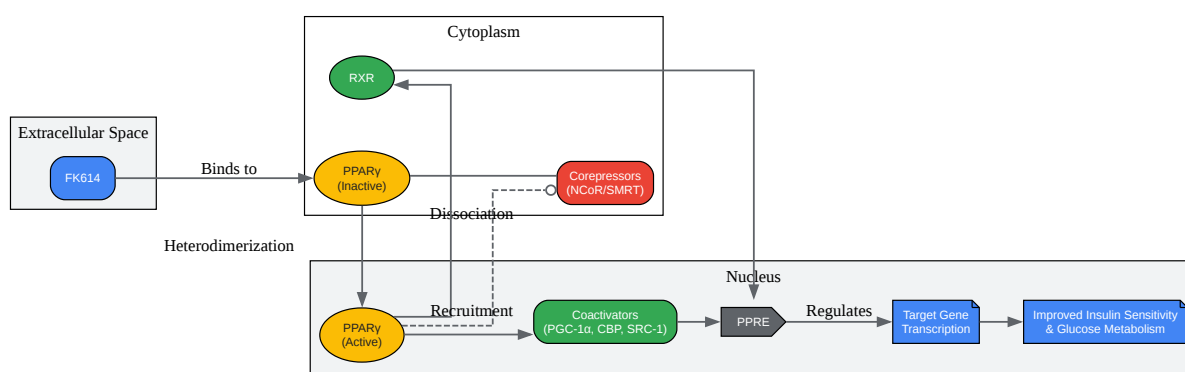 Cytoplasm
RXR
Extracellular Space
FK614
Binds to
PPARγ
(Inactive)
Corepressors
(NCoR/SMRT)
Dissociation
Heterodimerization
Nucleus
PPARγ
(Active)
Recruitment
Coactivators
(PGC-1α, CBP, SRC-1)
PPRE
Regulates
Target Gene
Transcription
Improved Insulin Sensitivity
& Glucose Metabolism